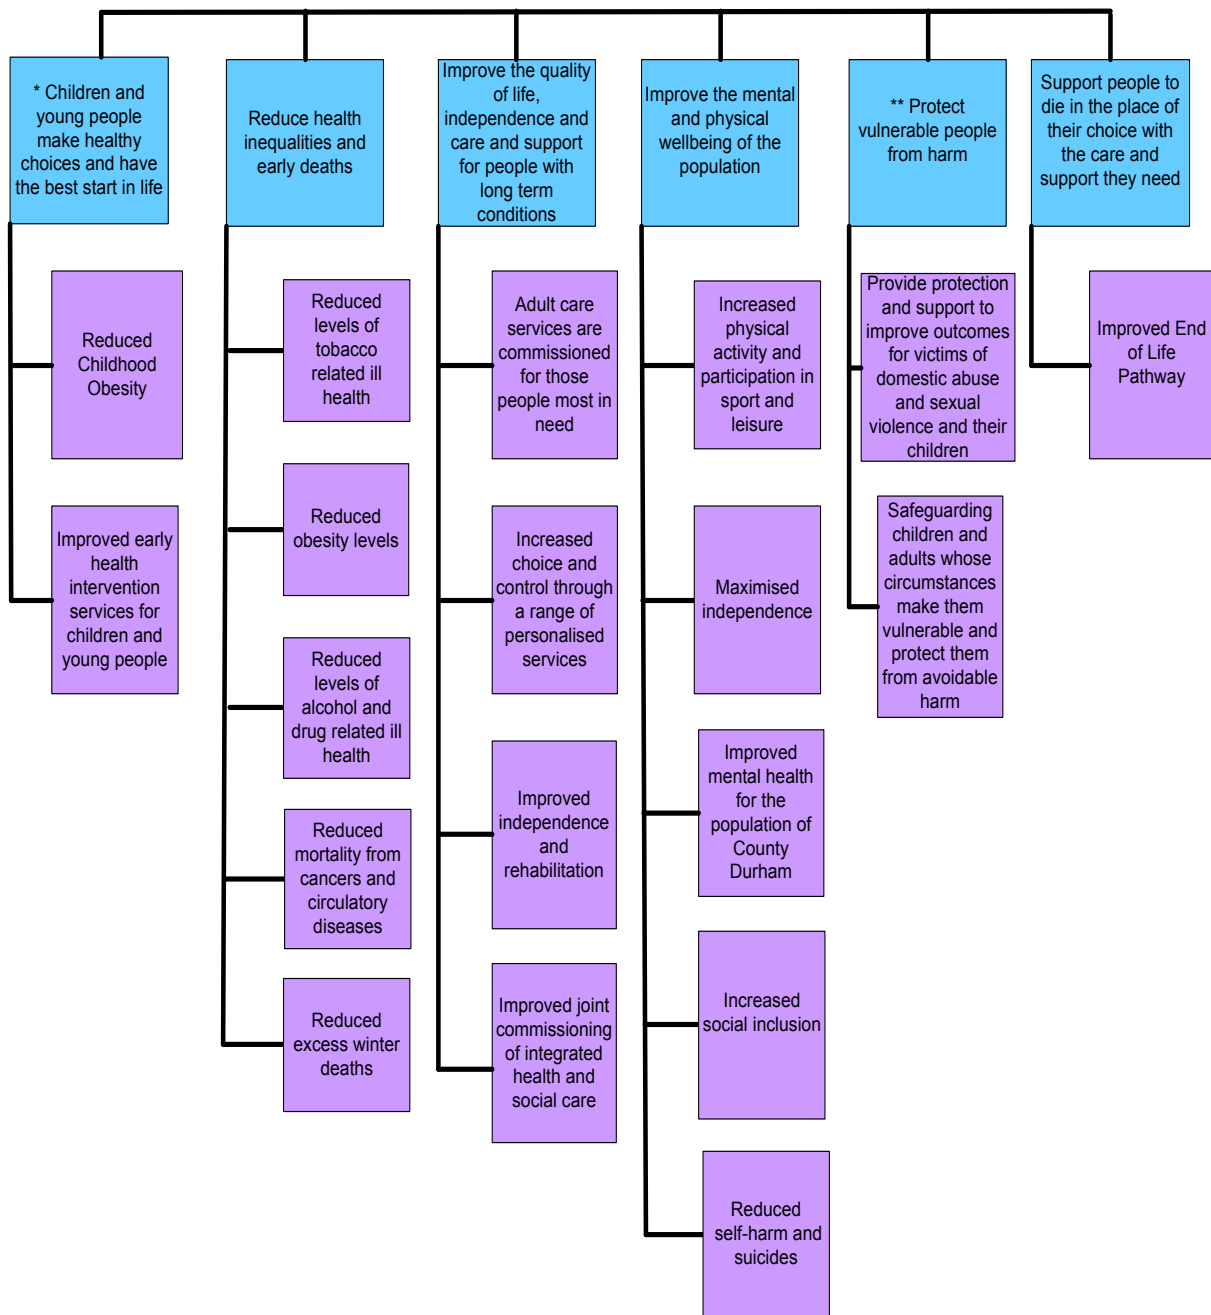 * Children and
young people
make healthy
choices and have
the best start in life
Reduce health
inequalities and
early deaths
Improve the quality
of life,
independence and
care and support
for people with
long term
conditions
Improve the mental
and physical
wellbeing of the
population
** Protect
vulnerable people
from harm
Support people to
die in the place of
their choice with
the care and
support they need
Reduced
Childhood
Obesity
Improved early
health
intervention
services for
children and
young people
Reduced
levels of
tobacco
related ill
health
Reduced
obesity levels
Reduced
levels of
alcohol and
drug related ill
health
Reduced
mortality from
cancers and
circulatory
diseases
Reduced
excess winter
deaths
Adult care
services are
commissioned
for those
people most in
need
Increased
choice and
control through
a range of
personalised
services
Improved
independence
and
rehabilitation
Improved joint
commissioning
of integrated
health and
social care
Increased
physical
activity and
participation in
sport and
leisure
Maximised
independence
Improved
mental health
for the
population of
County
Durham
Increased
social inclusion
Reduced
self-harm and
suicides
Provide protection
and support to
improve outcomes
for victims of
domestic abuse
and sexual
violence and their
children
Safeguarding
children and
adults whose
circumstances
make them
vulnerable and
protect them
from avoidable
harm
Improved End
of Life
Pathway